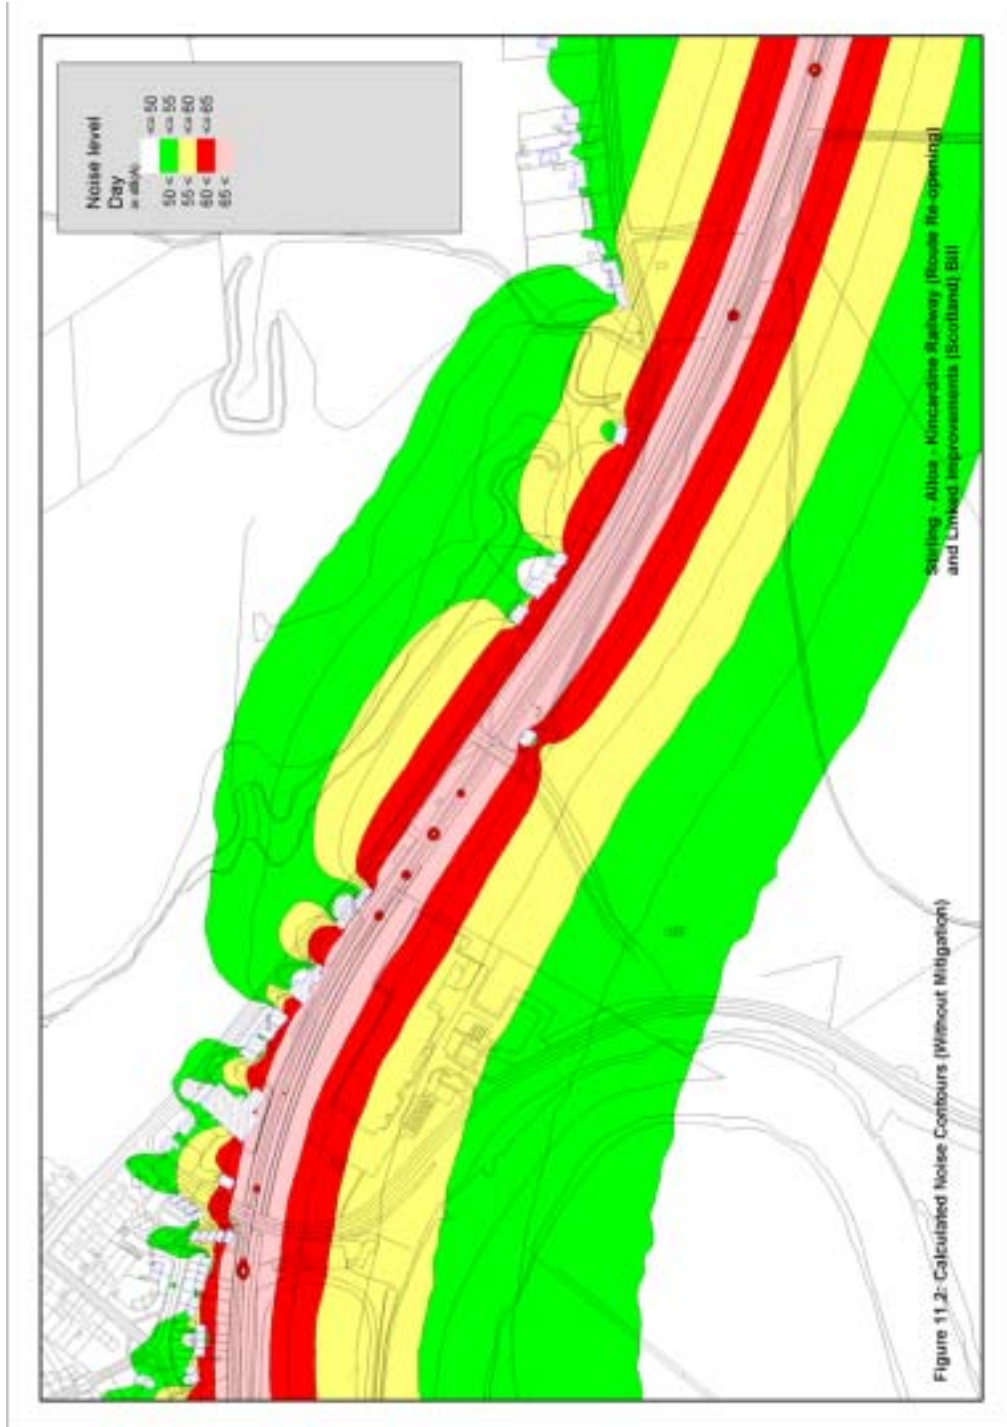 Noise level
Day
in dB(A)
<= 50
50 < <= 55
55 < <= 60
60 < <= 65
65 <
Figure 11.2: Calculated Noise Contours (Without Mitigation)
Stirling - Alloa - Kincardine Railway (Route Re-opening)
and Linked Improvements (Scotland) Bill